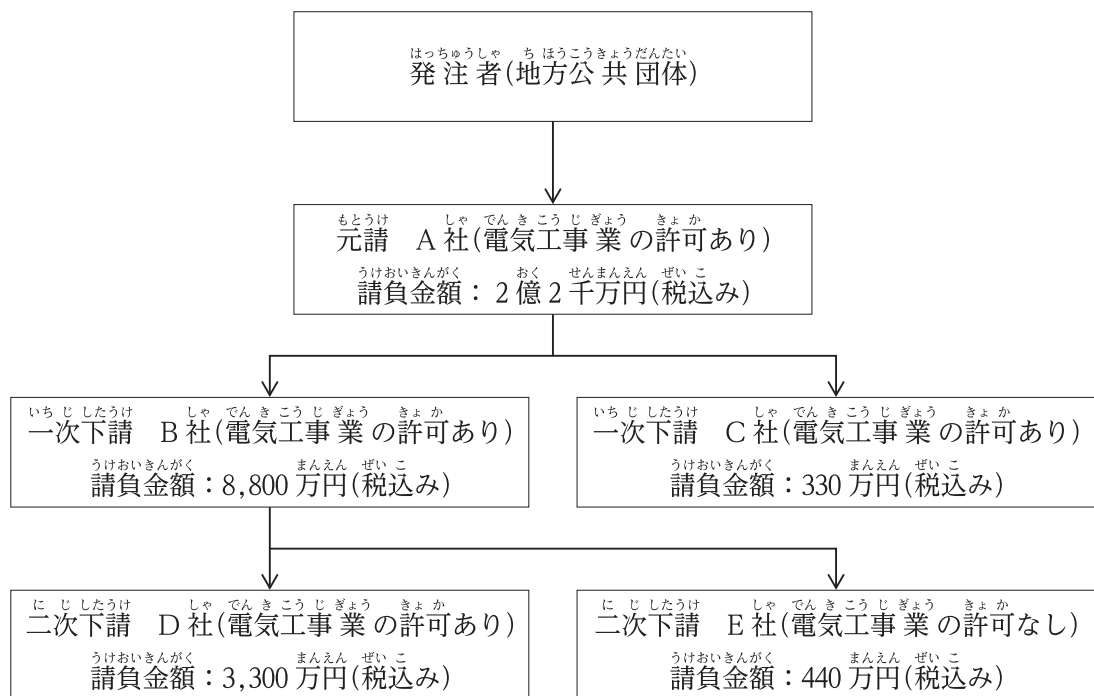 発注者(地方公共団体)
元請　A社(電気工事業の許可あり)
請負金額：2億2千万円(税込み)
一次下請　B社(電気工事業の許可あり)
請負金額：8,800万円(税込み)
一次下請　C社(電気工事業の許可あり)
請負金額：330万円(税込み)
二次下請　D社(電気工事業の許可あり)
請負金額：3,300万円(税込み)
二次下請　E社(電気工事業の許可なし)
請負金額：440万円(税込み)